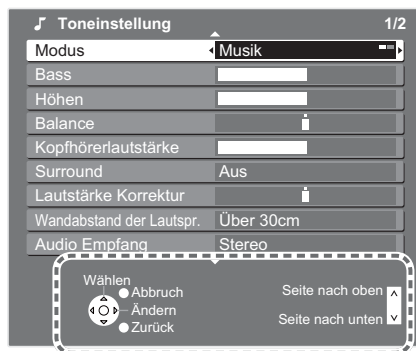 Toneinstellung 1/2
Modus Musik
Bass
Höhen
Balance
Kopfhörerlautstärke
Surround Aus
Lautstärke Korrektur
Wandabstand der Lautspr. Über 30cm
Audio Empfang Stereo
Wählen
Abbruch
Ändern
Zurück
Seite nach oben
Seite nach unten